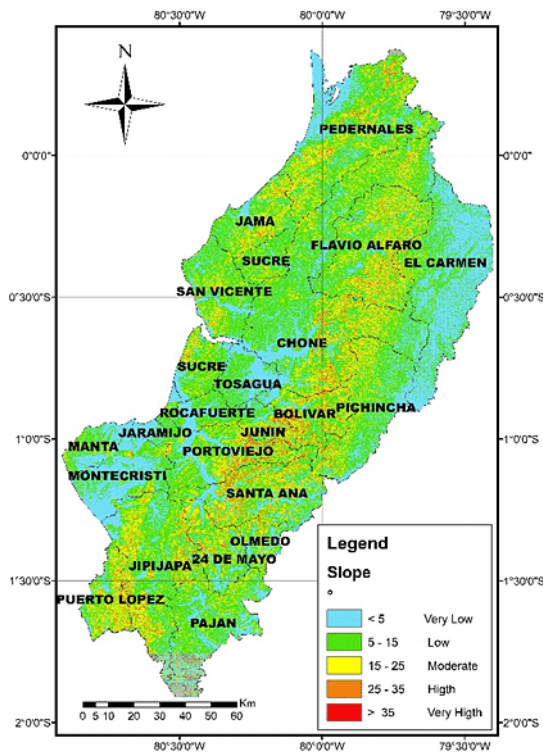 80°30'0"W 80°0'0"W 79°30'0"W
N
PEDERNALES
0°0'0" 0°0'0"
JAMA
FLAVIO ALFARO
SUCRE
EL CARMEN
SAN VICENTE
0°30'0"S 0°30'0"S
CHONE
SUCRE
TOSAGUA
PICHINCHA
ROCAFUERTE
BOLIVAR
JARAMIJO
JUNIN
1°0'0"S 1°0'0"S
MANTA
PORTOVIEJO
MONTECRISTI
SANTA ANA
OLMEDO
24 DE MAYO
JIPIJAPA
1°30'0"S 1°30'0"S
PUERTO LOPEZ
PAJAN
Legend
Slope
°
< 5 Very Low
5 - 15 Low
15 - 25 Moderate
25 - 35 Higth
> 35 Very Higth
Km
0 5 10 20 30 40 50 60
2°0'0"S 2°0'0"S
80°30'0"W 80°0'0"W 79°30'0"W